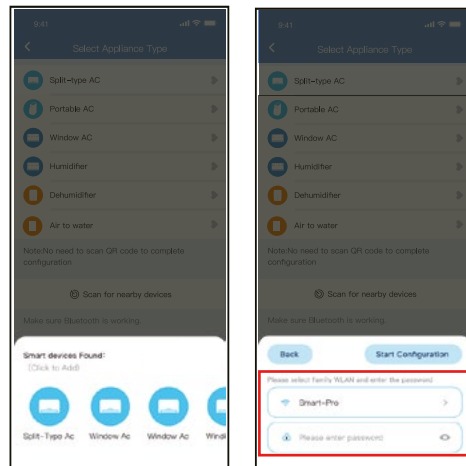 9:41
Select Appliance Type
Split-type AC
Portable AC
Window AC
Humidifier
Dehumidifier
Air to water
Note:No need to scan QR code to complete
configuration
Scan for nearby devices
Make sure Bluetooth is working.
Smart devices Found:
(Click to Add)
Split-Type Ac
Window Ac
Window Ac
Wind
9:41
Select Appliance Type
Split-type AC
Portable AC
Window AC
Humidifier
Dehumidifier
Air to water
Note:No need to scan QR code to complete
configuration
Scan for nearby devices
Make sure Bluetooth is working.
Back
Start Configuration
Please select family WLAN and enter the password
Smart-Pro
Please enter password